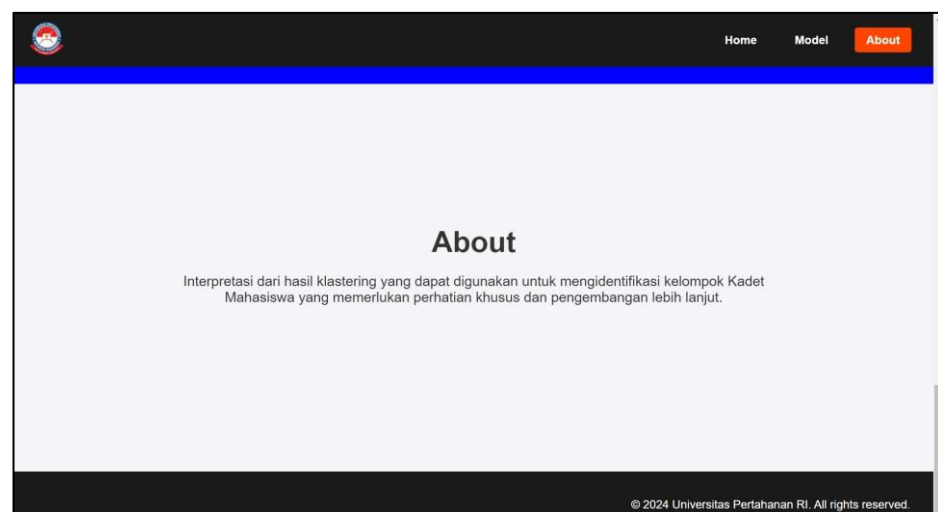 Home Model About
About
Interpretasi dari hasil klastering yang dapat digunakan untuk mengidentifikasi kelompok Kadet
Mahasiswa yang memerlukan perhatian khusus dan pengembangan lebih lanjut.
© 2024 Universitas Pertahanan RI. All rights reserved.